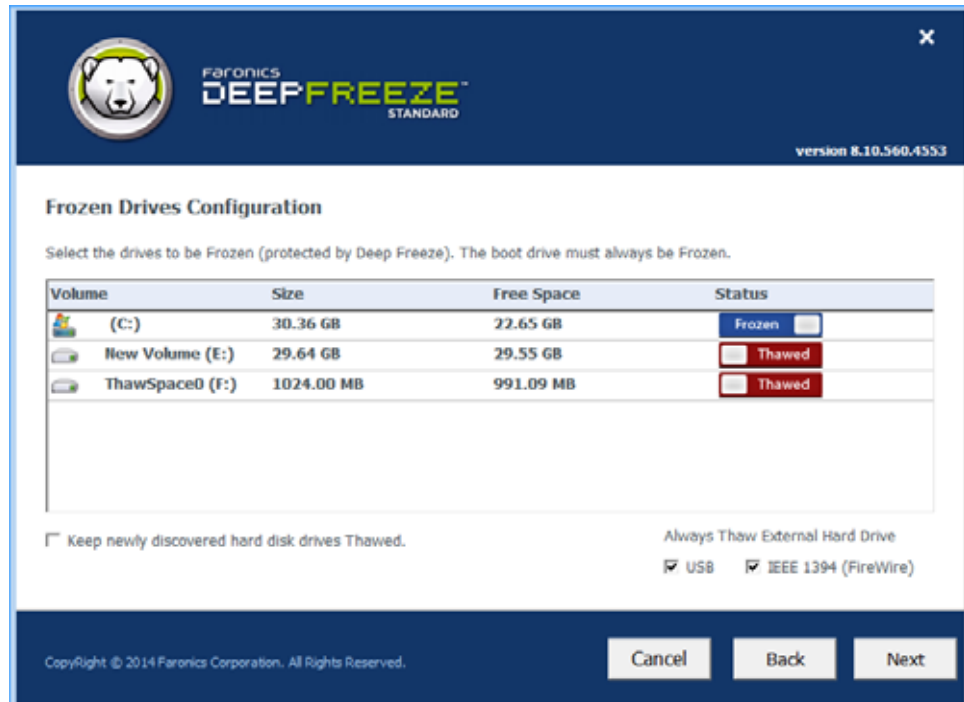 Faronics
DEEPFREEZE™
STANDARD
version 8.10.560.4553
Frozen Drives Configuration
Select the drives to be Frozen (protected by Deep Freeze). The boot drive must always be Frozen.
Volume Size Free Space Status
(C:) 30.36 GB 22.65 GB Frozen
New Volume (E:) 29.64 GB 29.55 GB Thawed
ThawSpace0 (F:) 1024.00 MB 991.09 MB Thawed
Keep newly discovered hard disk drives Thawed.
Always Thaw External Hard Drive
USB IEEE 1394 (FireWire)
CopyRight © 2014 Faronics Corporation. All Rights Reserved.
Cancel Back Next